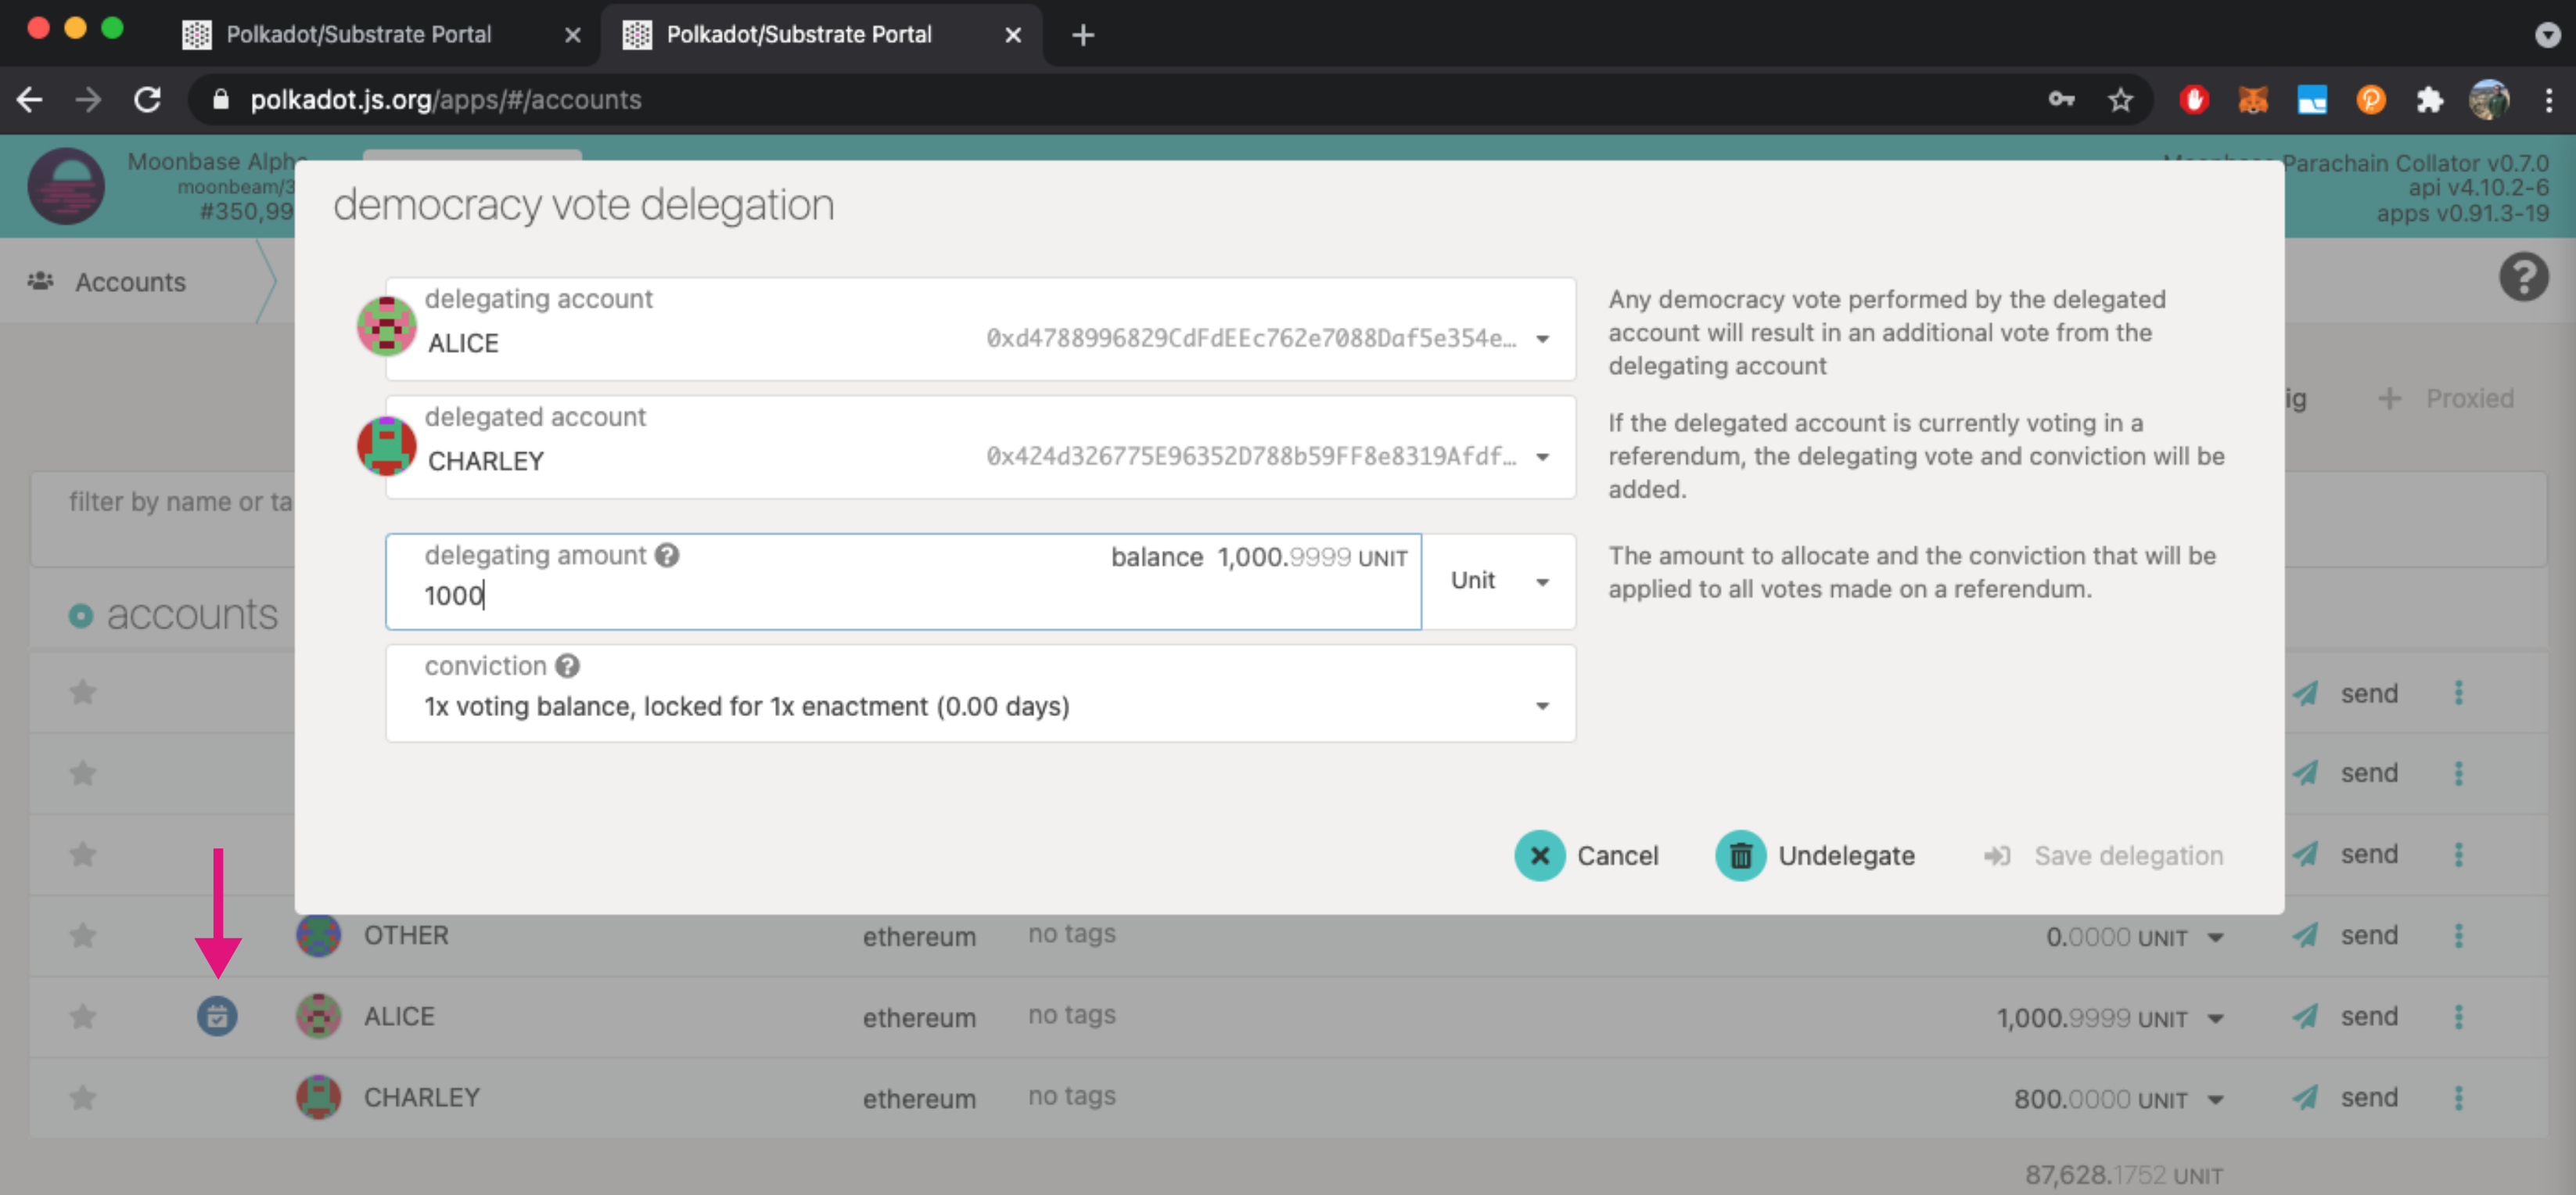 Polkadot/Substrate Portal
Polkadot/Substrate Portal
polkadot.js.org/apps/#/accounts
Moonbase Alpha
moonbeam/3
#350,99
Parachain Collator v0.7.0
api v4.10.2-6
apps v0.91.3-19
democracy vote delegation
Accounts
delegating account
ALICE 0xd4788996829CdFdEEc762e7088Daf5e354e...
Any democracy vote performed by the delegated
account will result in an additional vote from the
delegating account
delegated account
CHARLEY 0x424d326775E96352D788b59FF8e8319Afdf...
If the delegated account is currently voting in a
referendum, the delegating vote and conviction will be
added.
ig + Proxied
filter by name or ta
delegating amount ? balance 1,000.9999 UNIT
1000
Unit
The amount to allocate and the conviction that will be
applied to all votes made on a referendum.
accounts
conviction ?
1x voting balance, locked for 1x enactment (0.00 days)
send
send
Cancel Undelegate Save delegation
send
OTHER ethereum no tags 0.0000 UNIT send
ALICE ethereum no tags 1,000.9999 UNIT send
CHARLEY ethereum no tags 800.0000 UNIT send
87,628.1752 UNIT